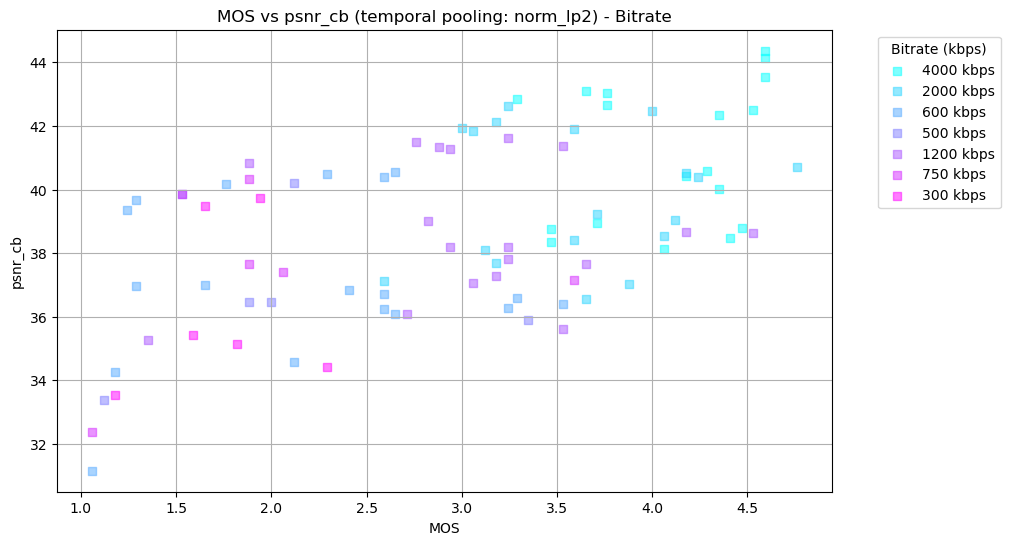 MOS vs psnr_cb (temporal pooling: norm_lp2) - Bitrate
psnr_cb
44
42
40
38
36
34
32
1.0 1.5 2.0 2.5 3.0 3.5 4.0 4.5
MOS
Bitrate (kbps)
4000 kbps
2000 kbps
600 kbps
500 kbps
1200 kbps
750 kbps
300 kbps